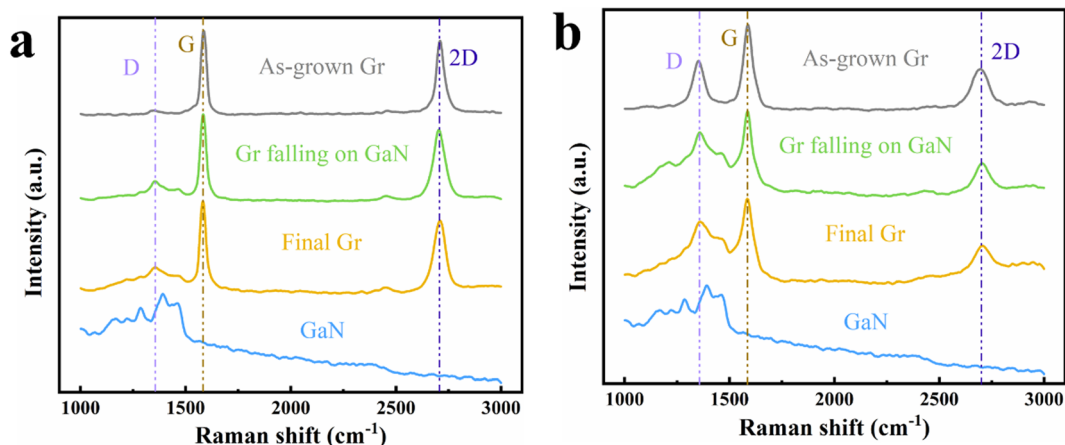 a
D
G
2D
As-grown Gr
Gr falling on GaN
Final Gr
GaN
Intensity (a.u.)
1000 1500 2000 2500 3000
Raman shift (cm⁻¹)
b
D
G
2D
As-grown Gr
Gr falling on GaN
Final Gr
GaN
Intensity (a.u.)
1000 1500 2000 2500 3000
Raman shift (cm⁻¹)